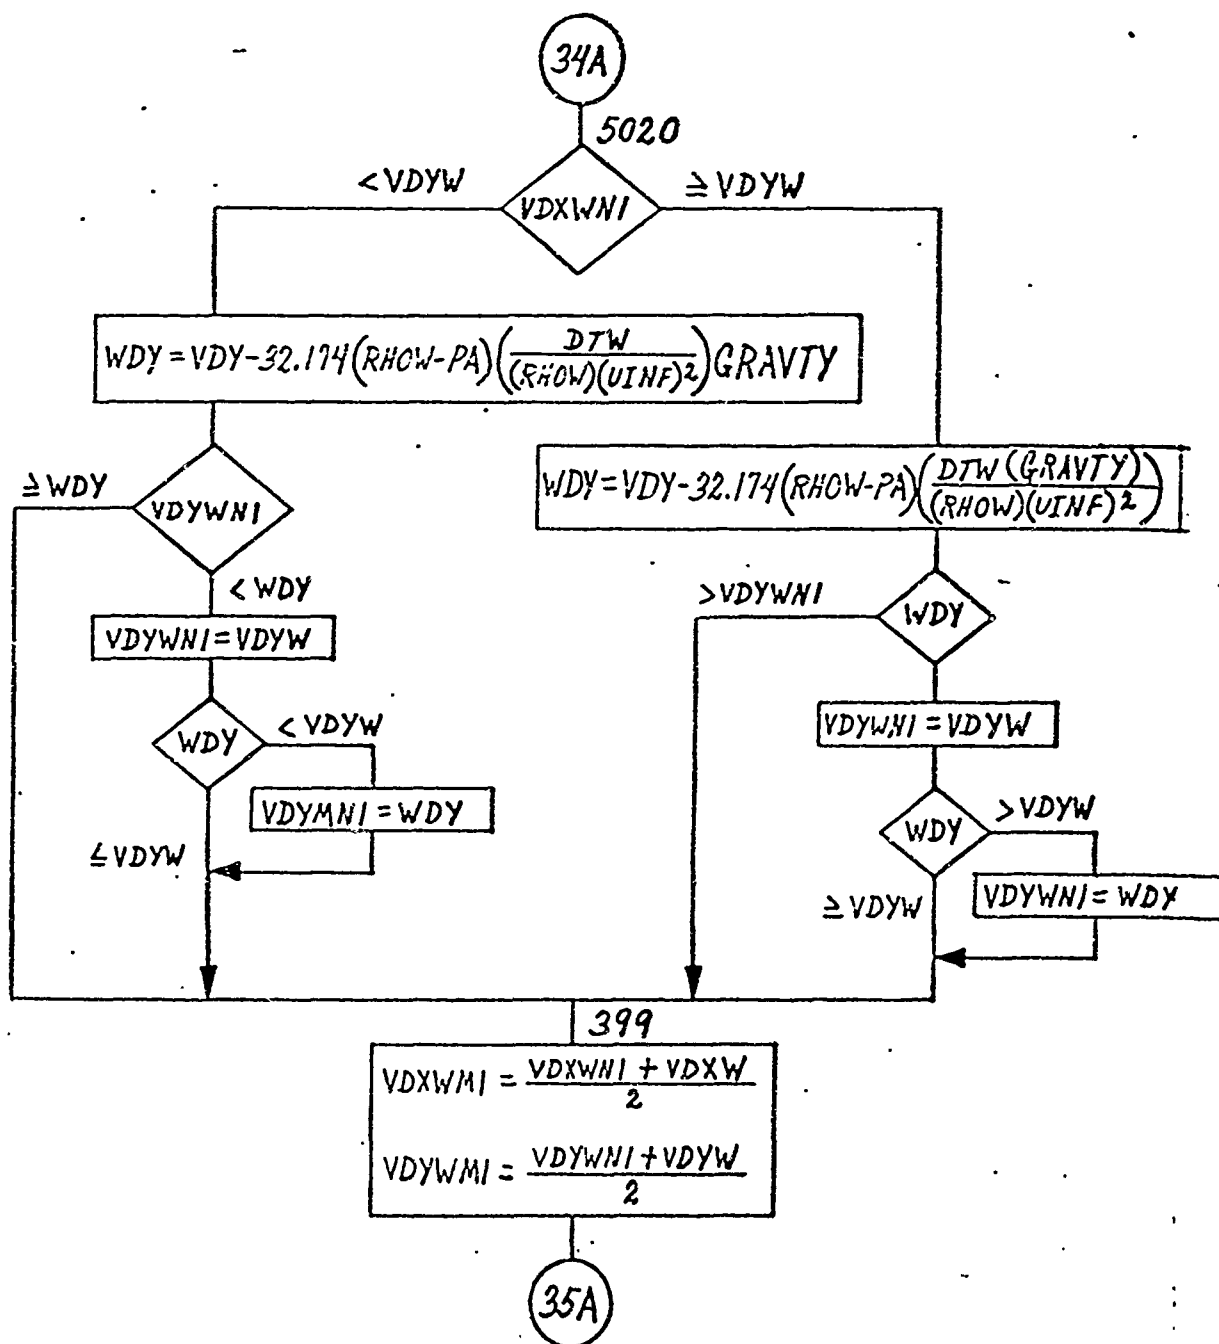 34A
5020
<VDYW
VDXWNI
≧VDYW
WDY=VDY-32.174(RHOW-PA)(DTW/(RHOW)(UINF)²)GRAVTY
≧WDY
VDYWNI
<WDY
VDYWNI=VDYW
WDY
<VDYW
VDYMNI=WDY
≦VDYW
WDY=VDY-32.174(RHOW-PA)(DTW(GRAVTY)/(RHOW)(UINF)²)
>VDYWNI
WDY
VDYWNI=VDYW
WDY
>VDYW
VDYWNI=WDY
≧VDYW
399
VDXWMI=VDXWNI+VDXW/2
VDYWMI=VDYWNI+VDYW/2
35A